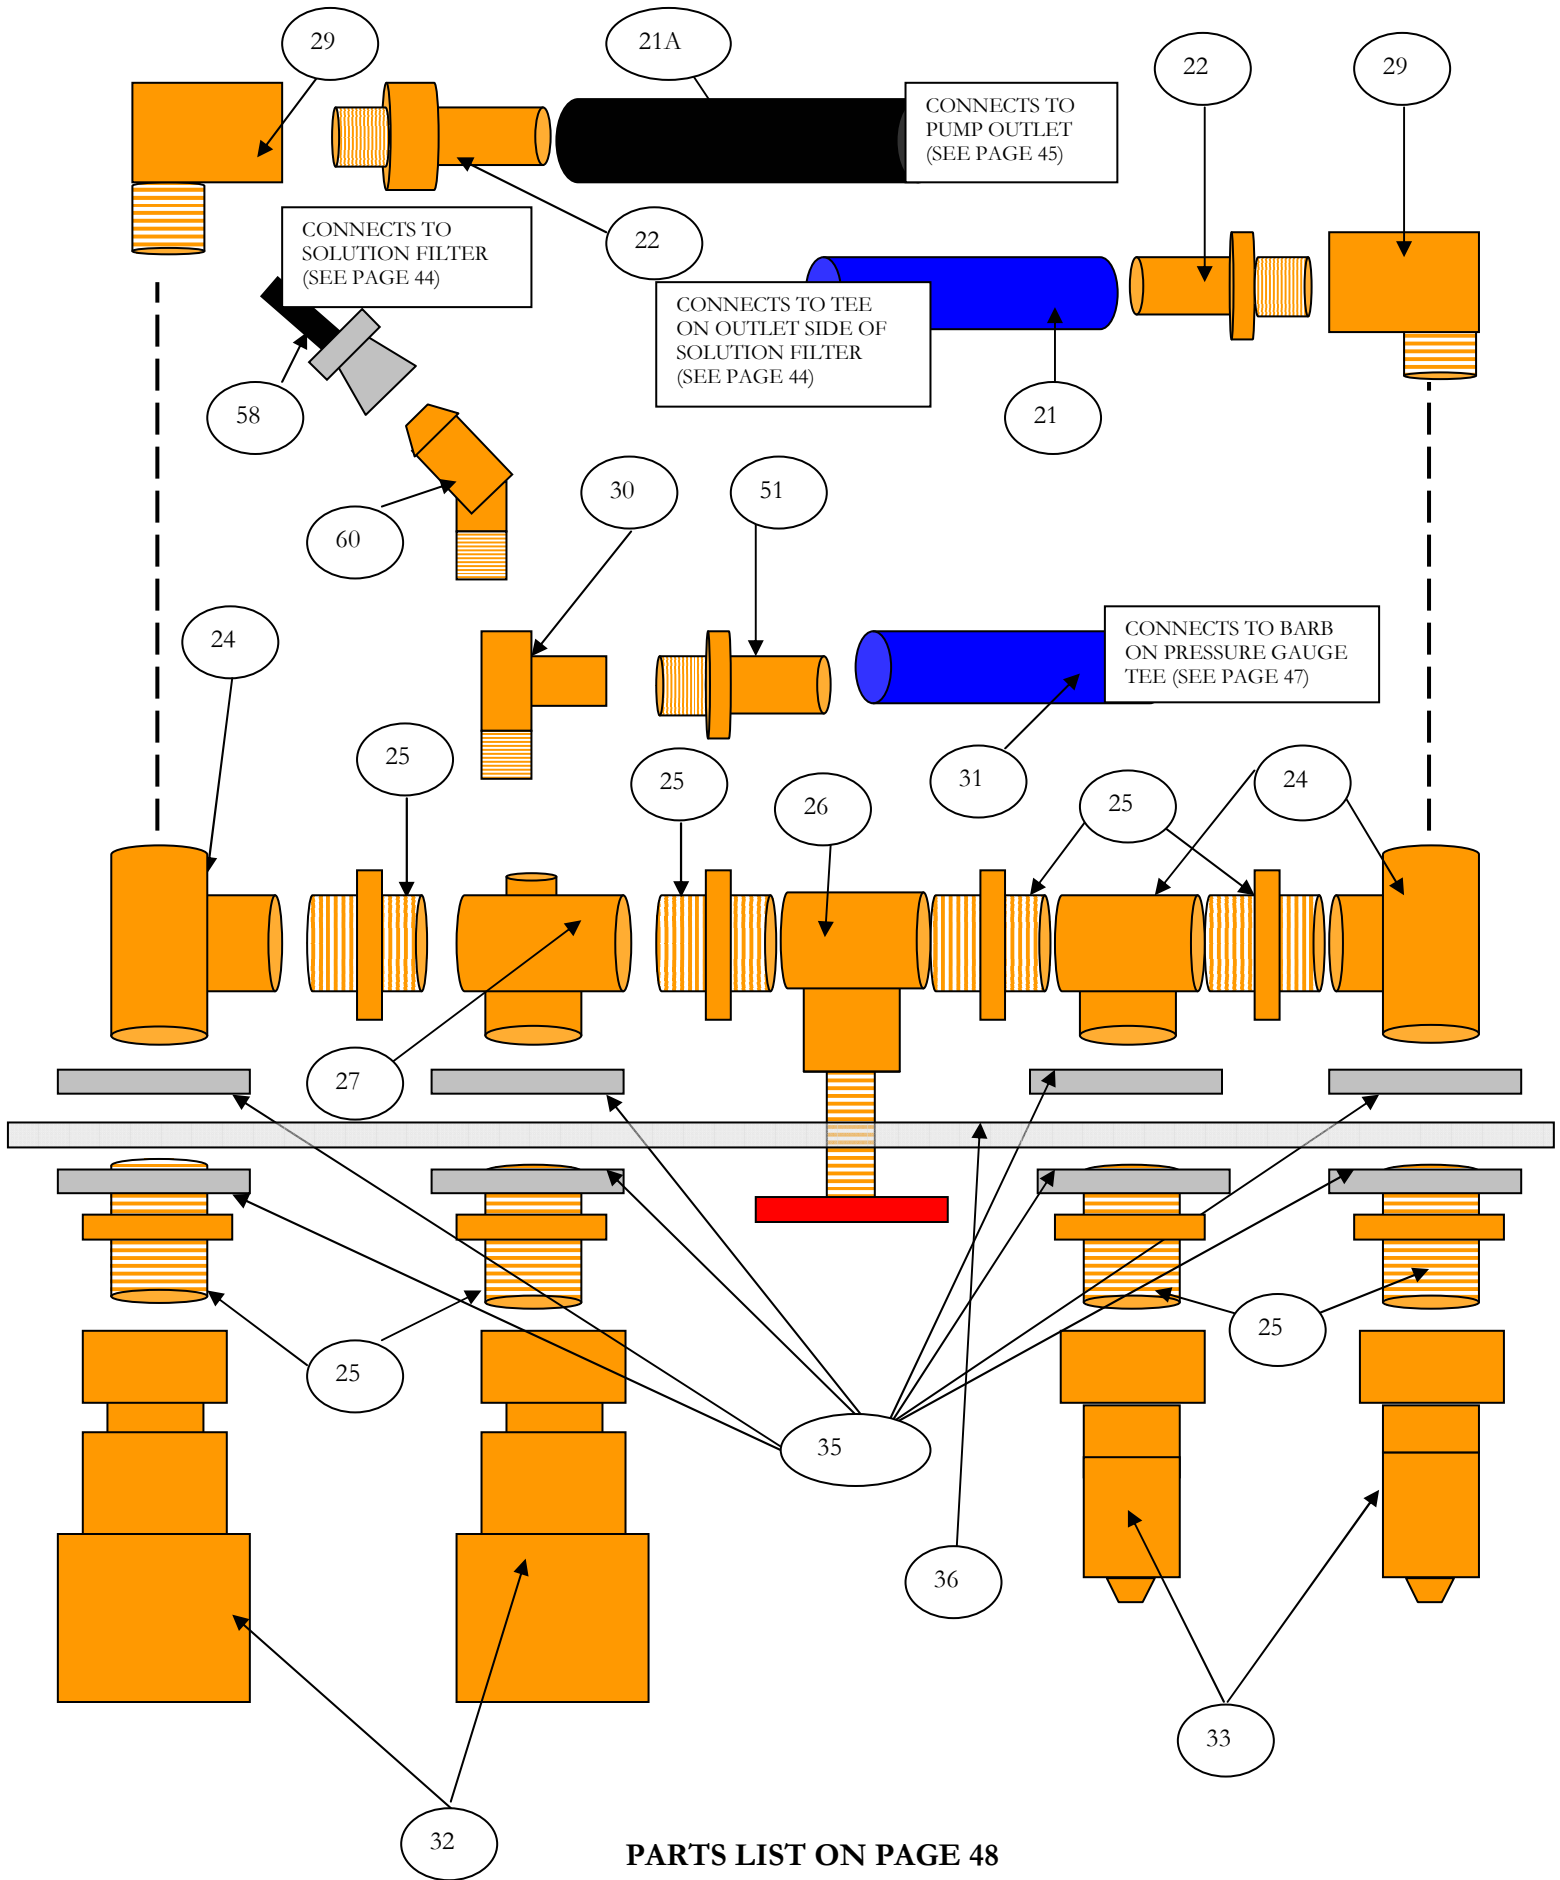 29
21A
22
29
CONNECTS TO
PUMP OUTLET
(SEE PAGE 45)
CONNECTS TO
SOLUTION FILTER
(SEE PAGE 44)
22
CONNECTS TO TEE
ON OUTLET SIDE OF
SOLUTION FILTER
(SEE PAGE 44)
58
21
60
30
51
24
CONNECTS TO BARB
ON PRESSURE GAUGE
TEE (SEE PAGE 47)
25
25
26
31
25
24
27
25
25
35
36
33
32
PARTS LIST ON PAGE 48